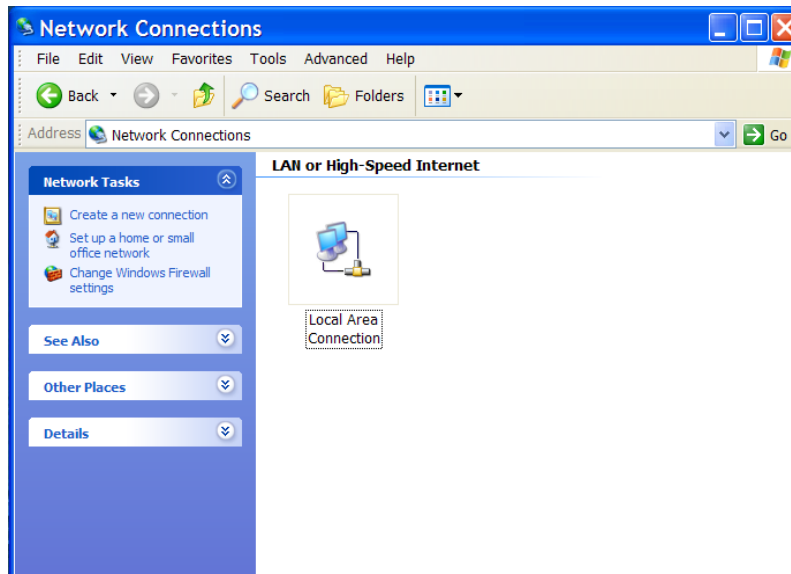 Network Connections
File Edit View Favorites Tools Advanced Help
Back Search Folders
Address Network Connections Go
Network Tasks
Create a new connection
Set up a home or small
office network
Change Windows Firewall
settings
See Also
Other Places
Details
LAN or High-Speed Internet
Local Area
Connection